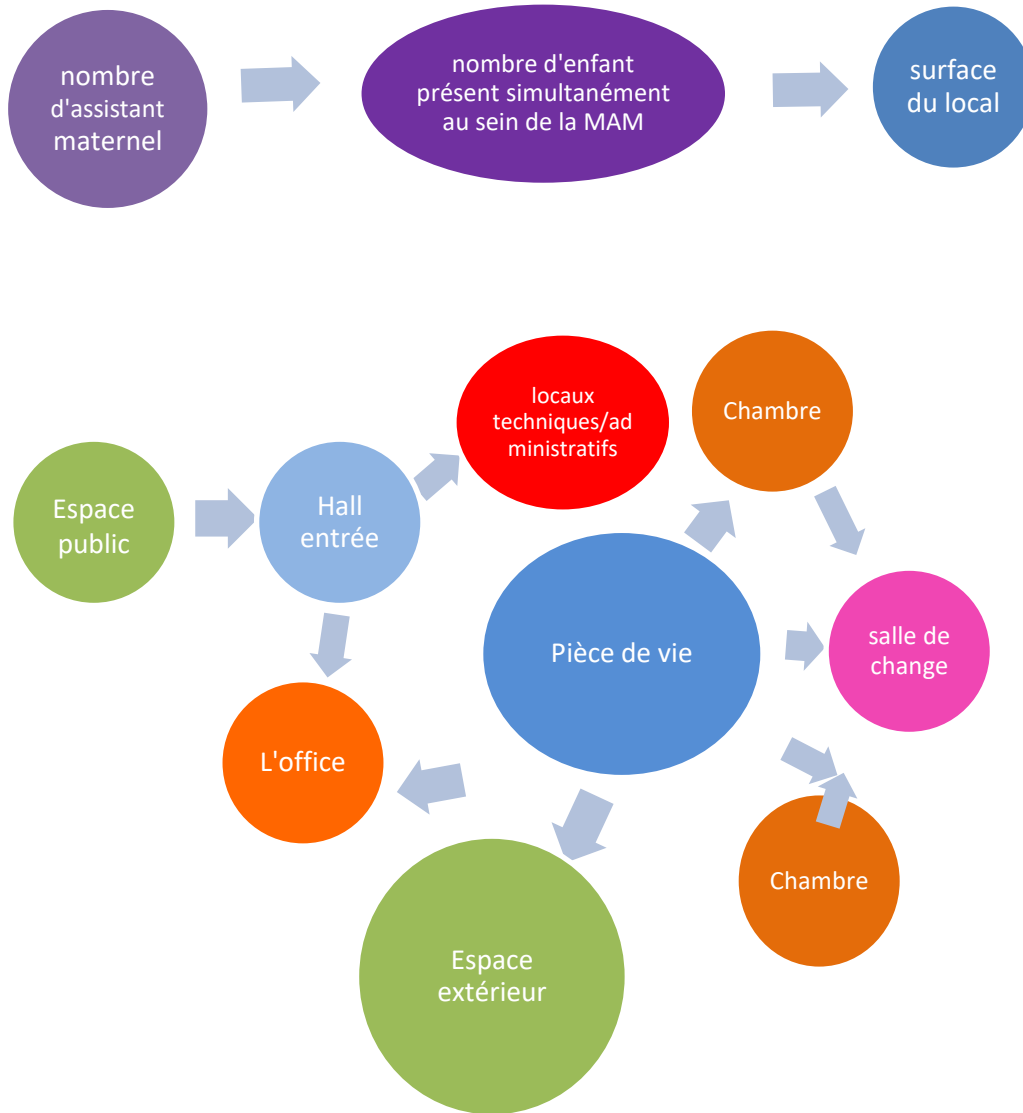 nombre
d'assistant
maternel
nombre d'enfant
présent simultanément
au sein de la MAM
surface
du local
locaux
techniques/ad
ministratifs
Chambre
Espace
public
Hall
entrée
Pièce de vie
salle de
change
L'office
Chambre
Espace
extérieur